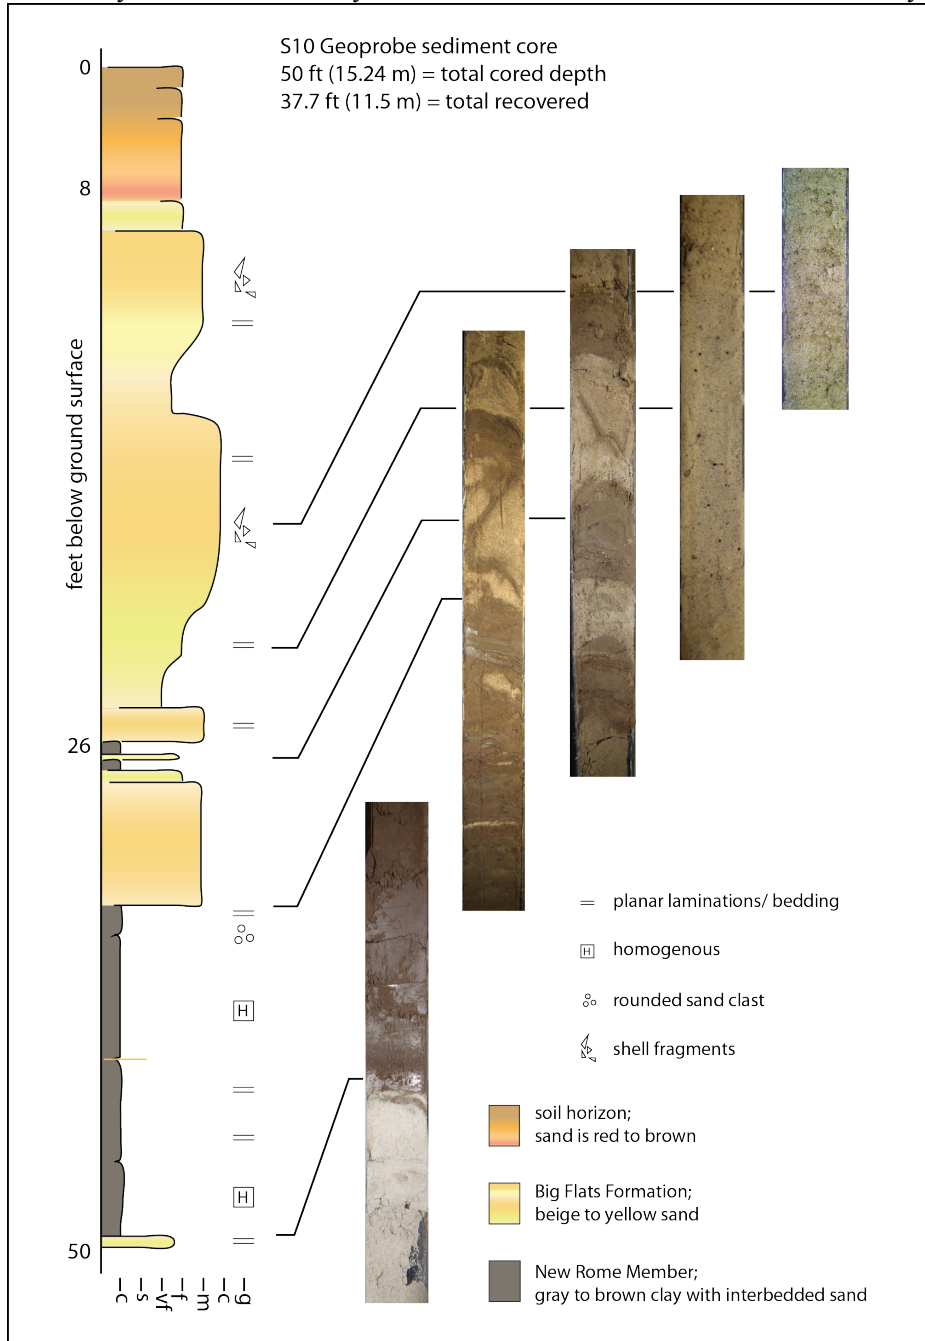 S10 Geoprobe sediment core
50 ft (15.24 m) = total cored depth
37.7 ft (11.5 m) = total recovered
0
8
feet below ground surface
26
50
c
s
vf
f
m
c
g
H
H
planar laminations/ bedding
H homogenous
rounded sand clast
shell fragments
soil horizon;
sand is red to brown
Big Flats Formation;
beige to yellow sand
New Rome Member;
gray to brown clay with interbedded sand